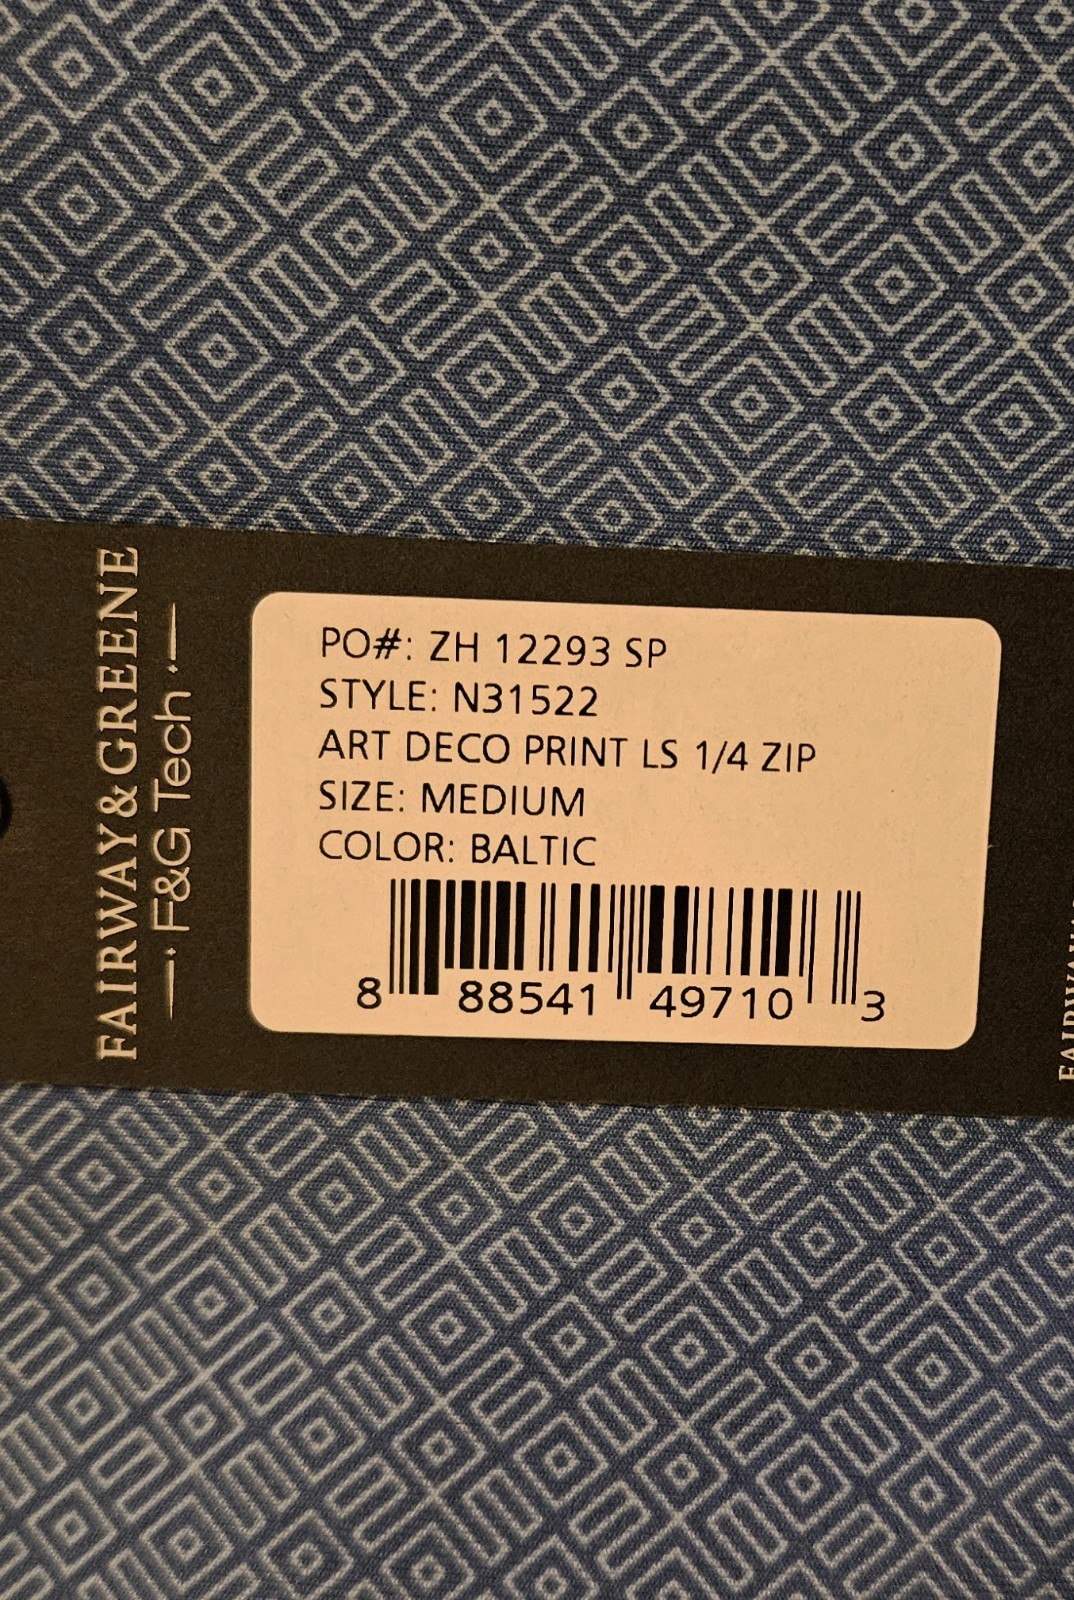 FAIRWAY&GREENE
F&G Tech
PO#: ZH 12293 SP
STYLE: N31522
ART DECO PRINT LS 1/4 ZIP
SIZE: MEDIUM
COLOR: BALTIC
8 88541 49710 3